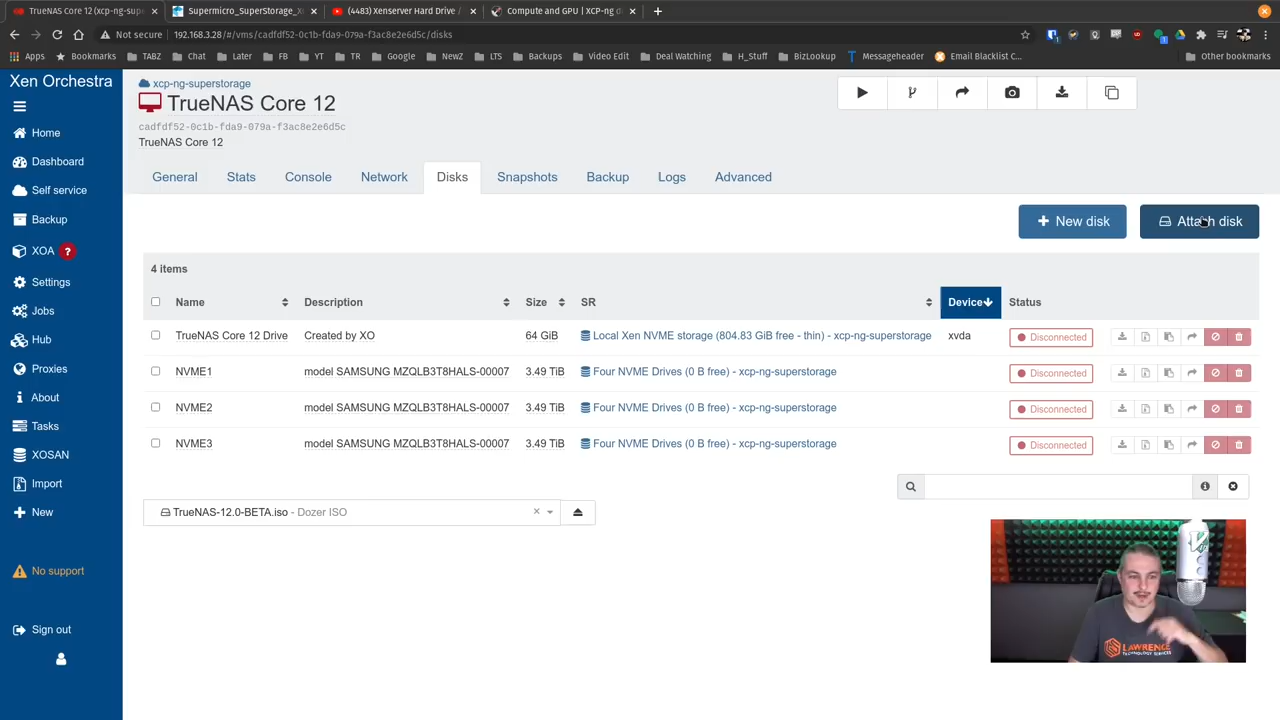 TrueNAS Core 12 (xcp-ng-sup
Supermicro_SuperStorage_X
(4483) Xenserver Hard Drive /
Compute and GPU | XCP-ng d
Not secure | 192.168.3.28/#/vms/cadfdf52-0c1b-fda9-079a-f3ac8e2e6d5c/disks
Apps
Bookmarks
TABZ
Chat
Later
FB
YT
TR
Google
NewZ
LTS
Backups
Video Edit
Deal Watching
H_Stuff
BizLookup
Messageheader
Email Blacklist C...
Other bookmarks
Xen Orchestra
Home
Dashboard
Self service
Backup
XOA ?
Settings
Jobs
Hub
Proxies
About
Tasks
XOSAN
Import
New
No support
Sign out
xcp-ng-superstorage
TrueNAS Core 12
cadfdf52-0c1b-fda9-079a-f3ac8e2e6d5c
TrueNAS Core 12
General Stats Console Network Disks Snapshots Backup Logs Advanced
+ New disk
Attach disk
4 items
Name Description Size SR Device Status
TrueNAS Core 12 Drive Created by XO 64 GiB Local Xen NVME storage (804.83 GiB free - thin) - xcp-ng-superstorage xvda Disconnected
NVME1 model SAMSUNG MZQLB3T8HALS-00007 3.49 TiB Four NVME Drives (0 B free) - xcp-ng-superstorage Disconnected
NVME2 model SAMSUNG MZQLB3T8HALS-00007 3.49 TiB Four NVME Drives (0 B free) - xcp-ng-superstorage Disconnected
NVME3 model SAMSUNG MZQLB3T8HALS-00007 3.49 TiB Four NVME Drives (0 B free) - xcp-ng-superstorage Disconnected
TrueNAS-12.0-BETA.iso - Dozer ISO
LAWRENCE